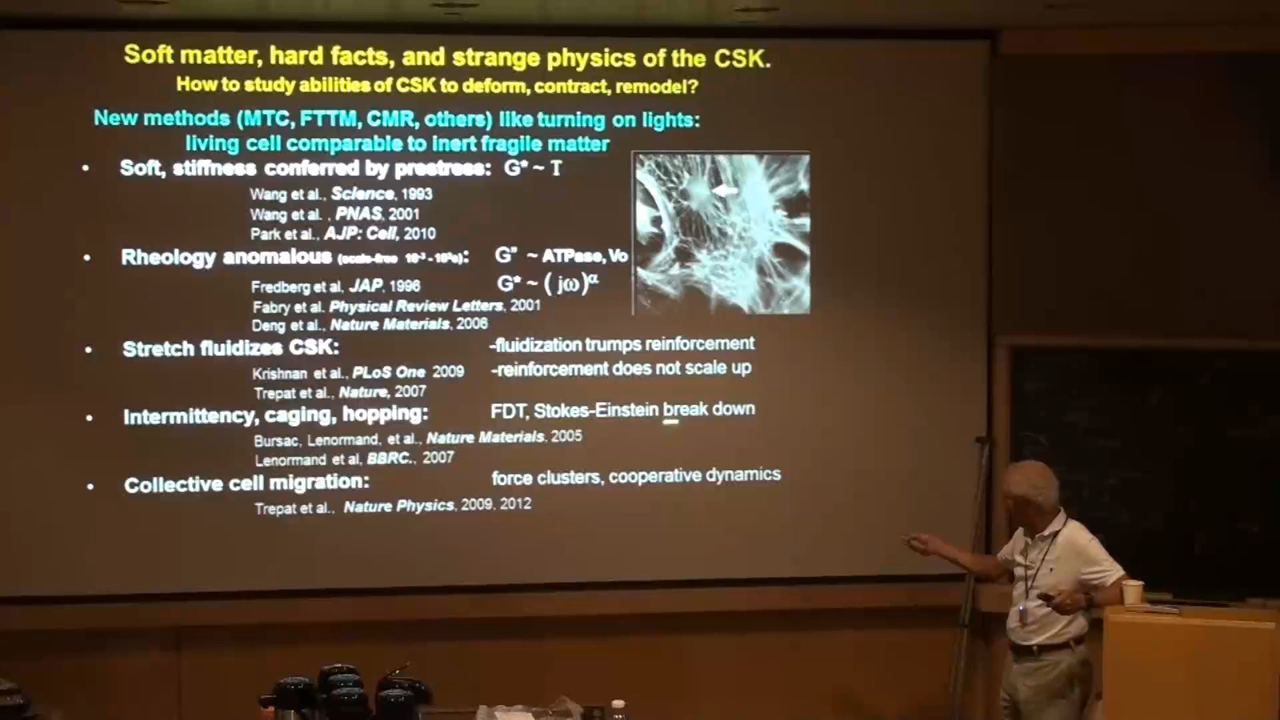 Soft matter, hard facts, and strange physics of the CSK.
How to study abilities of CSK to deform, contract, remodel?
New methods (MTC, FTTM, CMR, others) like turning on lights:
living cell comparable to inert fragile matter
• Soft, stiffness conferred by prestress: G* ~ T
Wang et al., Science, 1993
Wang et al. , PNAS, 2001
Park et al., AJP: Cell, 2010
• Rheology anomalous (scale-free): G" ~ ATPase, Vo
Fredberg et al, JAP, 1996 G* ~ ( jω)^α
Fabry et al. Physical Review Letters, 2001
Deng et al., Nature Materials, 2006
• Stretch fluidizes CSK: -fluidization trumps reinforcement
Krishnan et al., PLoS One 2009 -reinforcement does not scale up
Trepat et al., Nature, 2007
• Intermittency, caging, hopping: FDT, Stokes-Einstein break down
Bursac, Lenormand, et al., Nature Materials, 2005
Lenormand et al, BBRC., 2007
• Collective cell migration: force clusters, cooperative dynamics
Trepat et al., Nature Physics, 2009, 2012